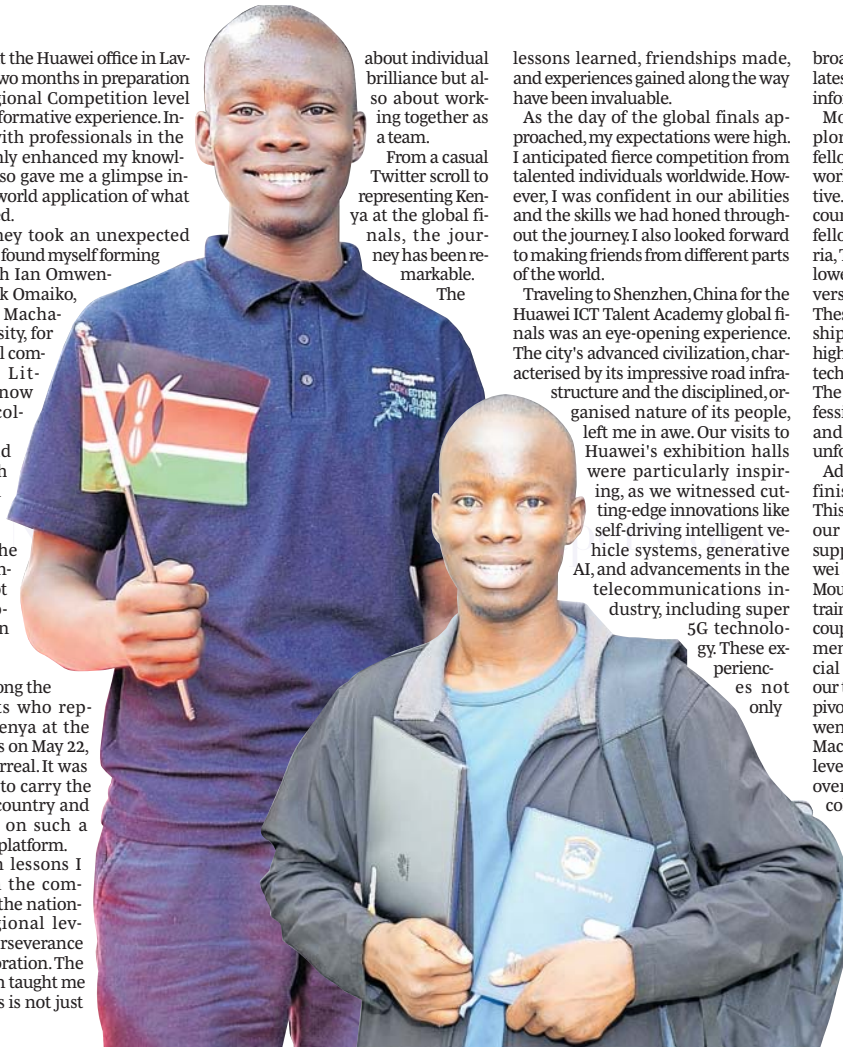 t the Huawei office in Lav-
wo months in preparation
gional Competition level
formative experience. In-
with professionals in the
nly enhanced my knowl-
so gave me a glimpse in-
world application of what
ed.
ney took an unexpected
found myself forming
h Ian Omwen-
k Omaiko,
Macha-
sity, for
l com-
Lit-
now
col-
d
h
he
n-
ot
o-
n
ong the
ts who rep-
enya at the
s on May 22,
rreal. It was
to carry the
country and
on such a
platform.
n lessons I
the com-
the nation-
gional lev-
rseverance
oration. The
n taught me
s is not just
about individual
brilliance but al-
so about work-
ing together as
a team.
From a casual
Twitter scroll to
representing Ken-
ya at the global fi-
nals, the jour-
ney has been re-
markable.
The
lessons learned, friendships made,
and experiences gained along the way
have been invaluable.
As the day of the global finals ap-
proached, my expectations were high.
I anticipated fierce competition from
talented individuals worldwide. How-
ever, I was confident in our abilities
and the skills we had honed through-
out the journey. I also looked forward
to making friends from different parts
of the world.
Traveling to Shenzhen, China for the
Huawei ICT Talent Academy global fi-
nals was an eye-opening experience.
The city's advanced civilization, char-
acterised by its impressive road infra-
structure and the disciplined, or-
ganised nature of its people,
left me in awe. Our visits to
Huawei's exhibition halls
were particularly inspir-
ing, as we witnessed cut-
ting-edge innovations like
self-driving intelligent ve-
hicle systems, generative
AI, and advancements in the
telecommunications in-
dustry, including super
5G technolo-
gy. These ex-
perienc-
es not
only
broa
lates
infor
Mo
plor
fello
work
tive.
coun
fello
ria, T
lowe
vers
Thes
ship
high
tech
The
fessi
and
unfo
Ad
finis
This
our
supp
wei
Mou
train
coup
men
cial
our t
pivo
wen
Mac
leve
over
co
CONNECTION
GLORY
FUTURE
HUAWEI
Mount Kenya University